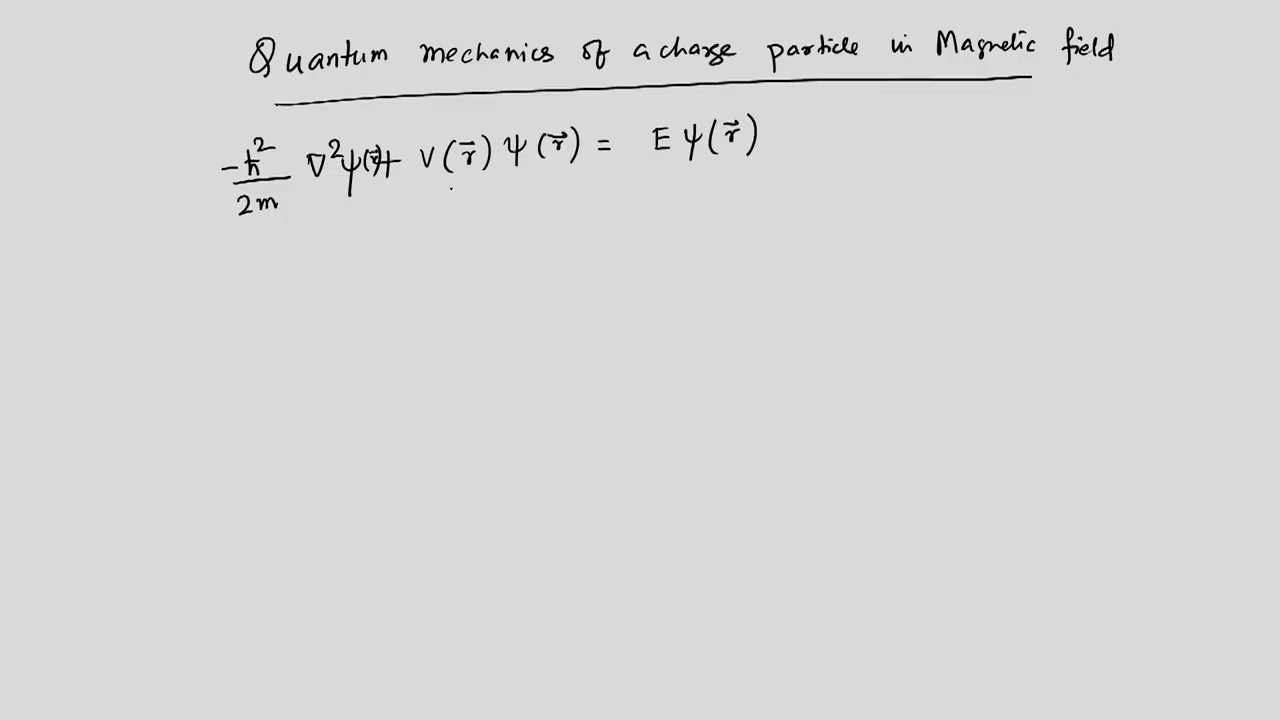 Quantum mechanics of a charge particle in Magnetic field
-ħ²/2m ∇²ψ(r⃗) + V(r⃗) ψ(r⃗) = E ψ(r⃗)